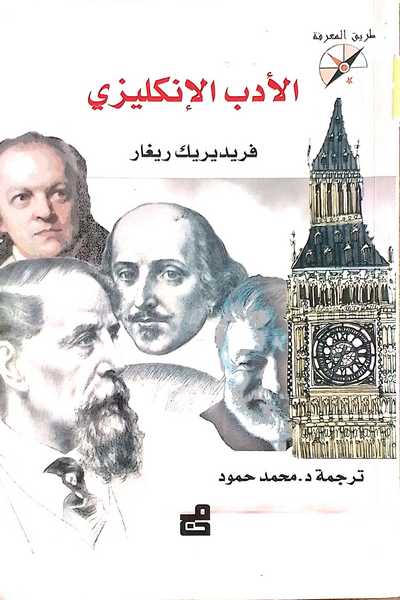 طريق المعرفة
الأدب الإنكليزي
فريديريك ريغار
ترجمة د.محمد حمود